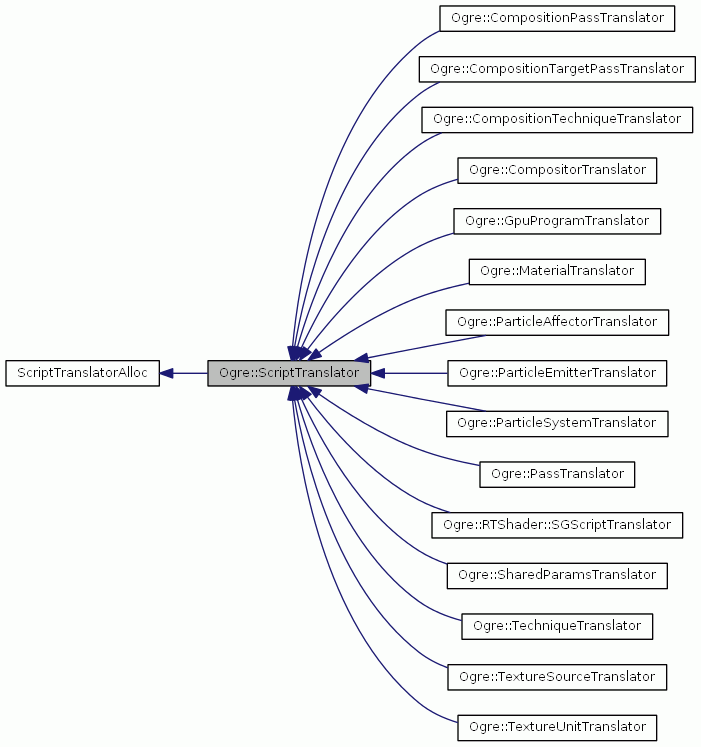 Ogre::CompositionPassTranslator
Ogre::CompositionTargetPassTranslator
Ogre::CompositionTechniqueTranslator
Ogre::CompositorTranslator
Ogre::GpuProgramTranslator
Ogre::MaterialTranslator
Ogre::ParticleAffectorTranslator
ScriptTranslatorAlloc
Ogre::ScriptTranslator
Ogre::ParticleEmitterTranslator
Ogre::ParticleSystemTranslator
Ogre::PassTranslator
Ogre::RTShader::SGScriptTranslator
Ogre::SharedParamsTranslator
Ogre::TechniqueTranslator
Ogre::TextureSourceTranslator
Ogre::TextureUnitTranslator